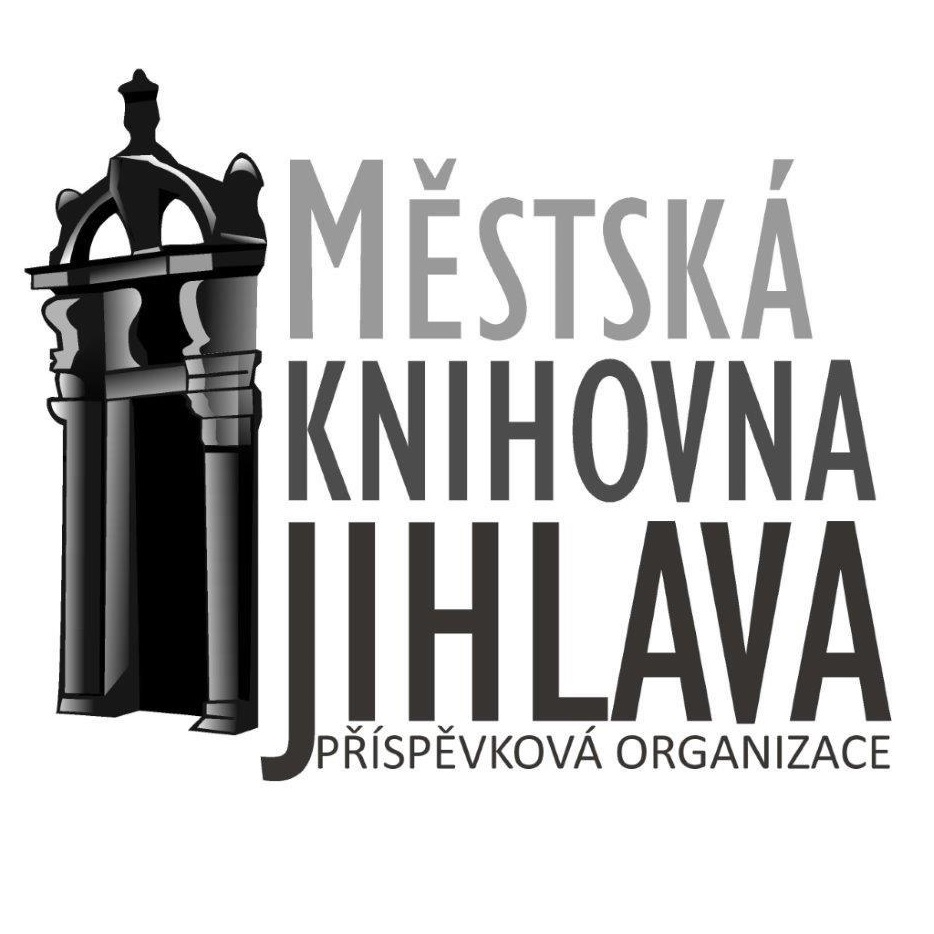 MĚSTSKÁ
KNIHOVNA
JIHLAVA
PŘÍSPĚVKOVÁ ORGANIZACE